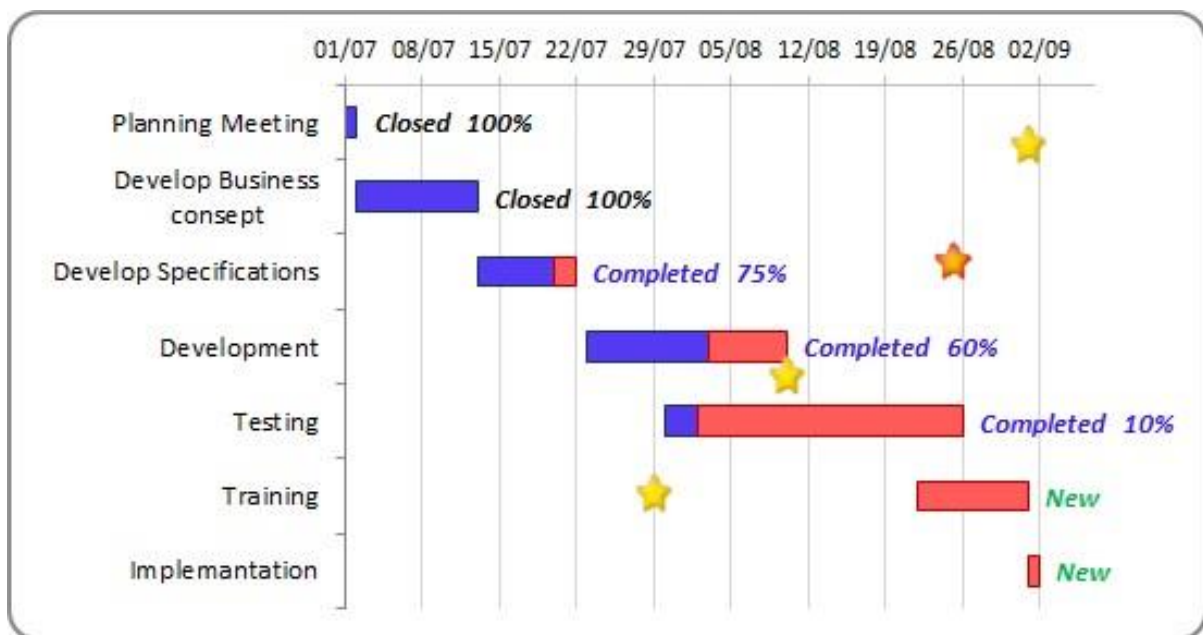 01/07 08/07 15/07 22/07 29/07 05/08 12/08 19/08 26/08 02/09
Planning Meeting Closed 100%
Develop Business
consept Closed 100%
Develop Specifications Completed 75%
Development Completed 60%
Testing Completed 10%
Training New
Implemantation New